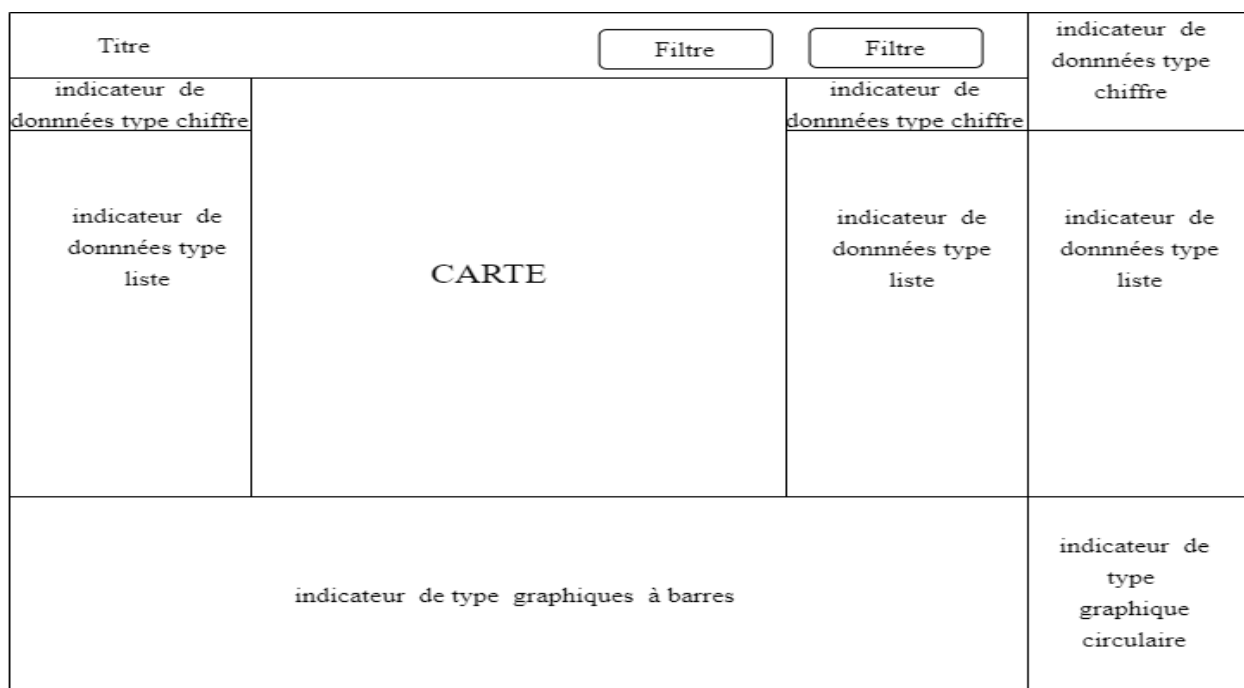 Titre
Filtre
Filtre
indicateur de
donnnées type
chiffre
indicateur de
donnnées type chiffre
indicateur de
donnnées type chiffre
indicateur de
donnnées type
liste
CARTE
indicateur de
donnnées type
liste
indicateur de
donnnées type
liste
indicateur de type graphiques à barres
indicateur de
type
graphique
circulaire